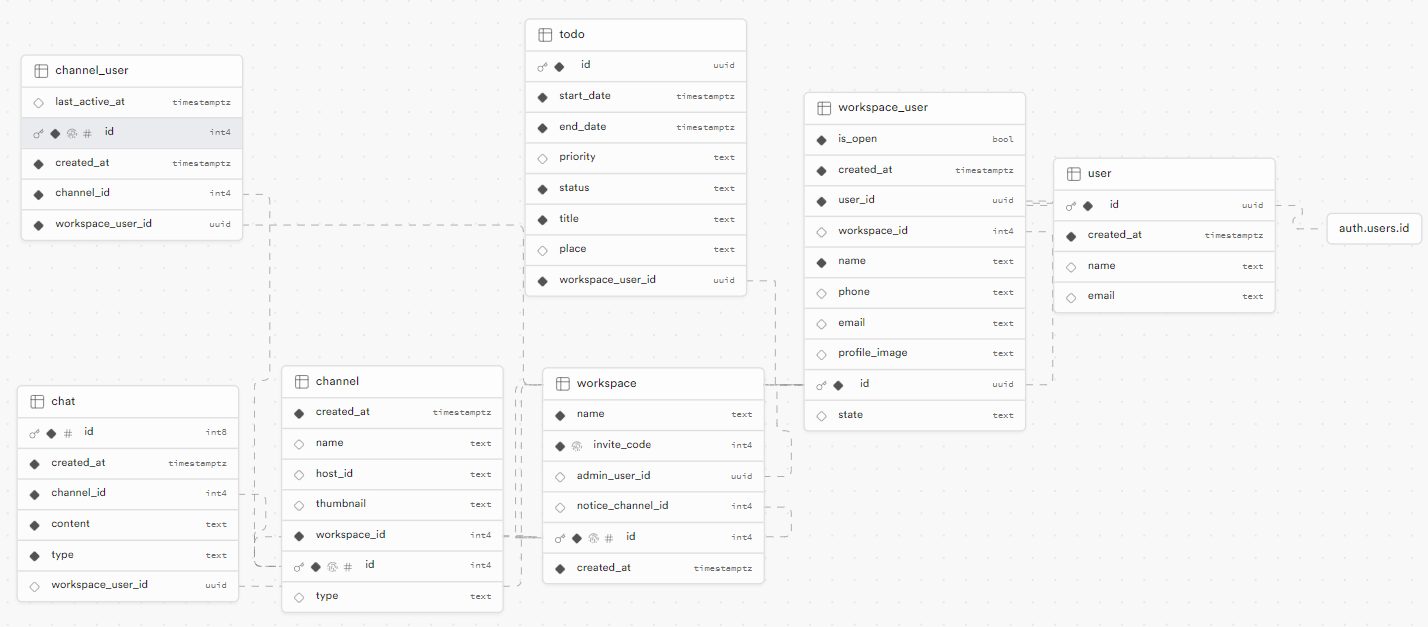 channel_user
last_active_at timestamptz
id int4
created_at timestamptz
channel_id int4
workspace_user_id uuid
todo
id uuid
start_date timestamptz
end_date timestamptz
priority text
status text
title text
place text
workspace_user_id uuid
workspace_user
is_open bool
created_at timestamptz
user_id uuid
workspace_id int4
name text
phone text
email text
profile_image text
id uuid
state text
user
id uuid
created_at timestamptz
name text
email text
auth.users.id
chat
id int8
created_at timestamptz
channel_id int4
content text
type text
workspace_user_id uuid
channel
created_at timestamptz
name text
host_id text
thumbnail text
workspace_id int4
id int4
type text
workspace
name text
invite_code int4
admin_user_id uuid
notice_channel_id int4
id int4
created_at timestamptz